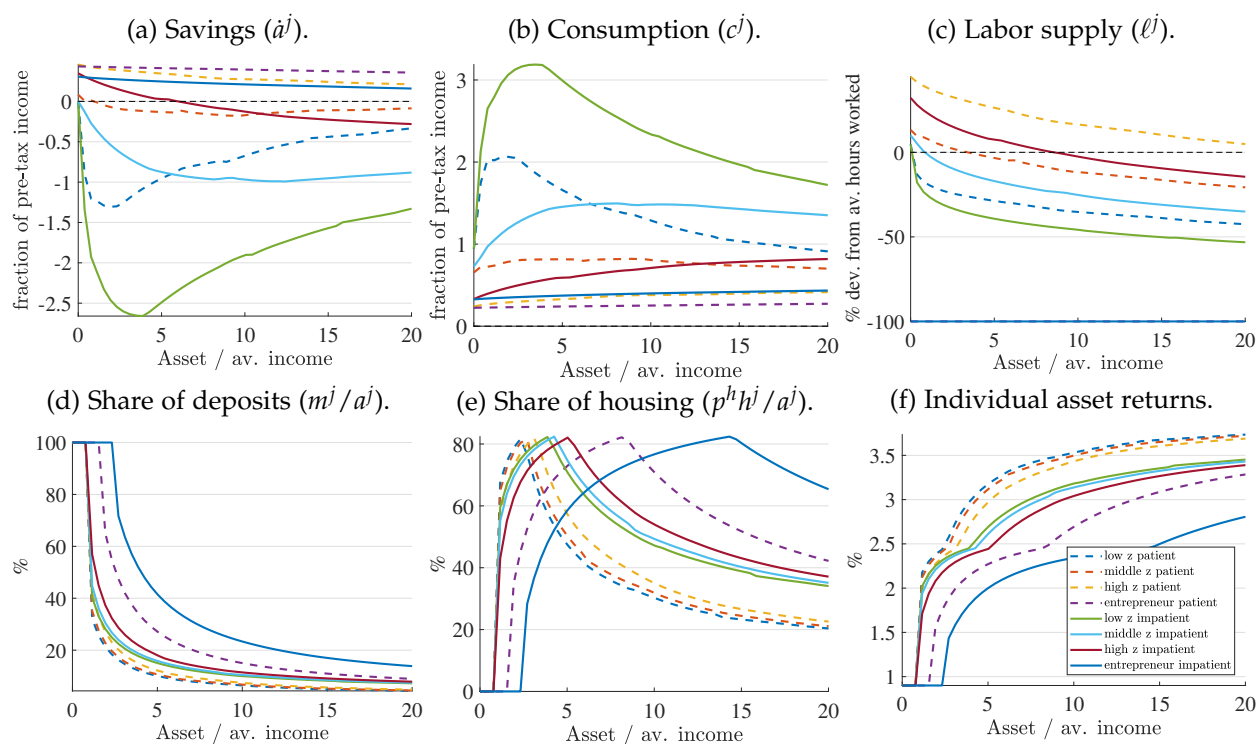 (a) Savings (ȧʲ).
(b) Consumption (cʲ).
(c) Labor supply (ℓʲ).
fraction of pre-tax income
0
-0.5
-1
-1.5
-2
-2.5
0 5 10 15 20
Asset / av. income
fraction of pre-tax income
3
2
1
0
0 5 10 15 20
Asset / av. income
% dev. from av. hours worked
0
-50
-100
0 5 10 15 20
Asset / av. income
(d) Share of deposits (mʲ/aʲ).
(e) Share of housing (pʰhʲ/aʲ).
(f) Individual asset returns.
%
100
80
60
40
20
0 5 10 15 20
Asset / av. income
%
80
60
40
20
0
0 5 10 15 20
Asset / av. income
%
3.5
3
2.5
2
1.5
1
0 5 10 15 20
Asset / av. income
low z patient
middle z patient
high z patient
entrepreneur patient
low z impatient
middle z impatient
high z impatient
entrepreneur impatient